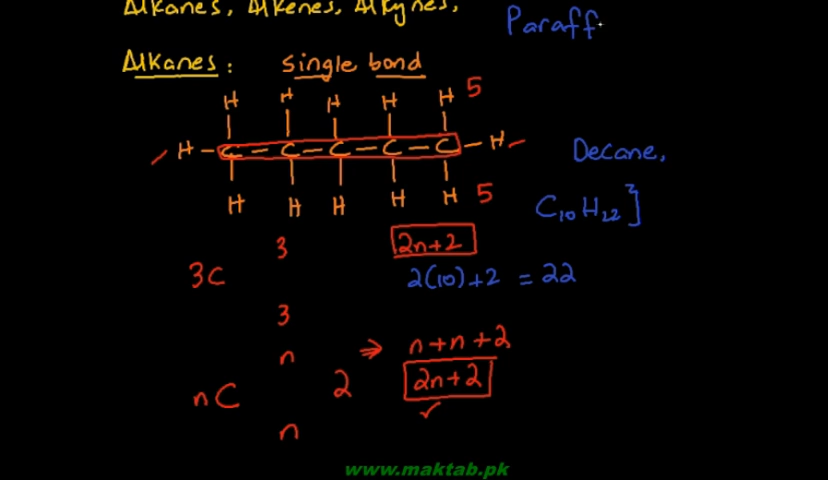 Alkanes, Alkenes, Alkynes,
Paraff
Alkanes: Single bond
H H H H H 5
H - C - C - C - C - C - H
Decane,
H H H H H 5
C10H22]
3
2n+2
3C
2(10)+2 = 22
3
n
⇒ n+n+2
nC
2
2n+2
✓
n
www.maktab.pk